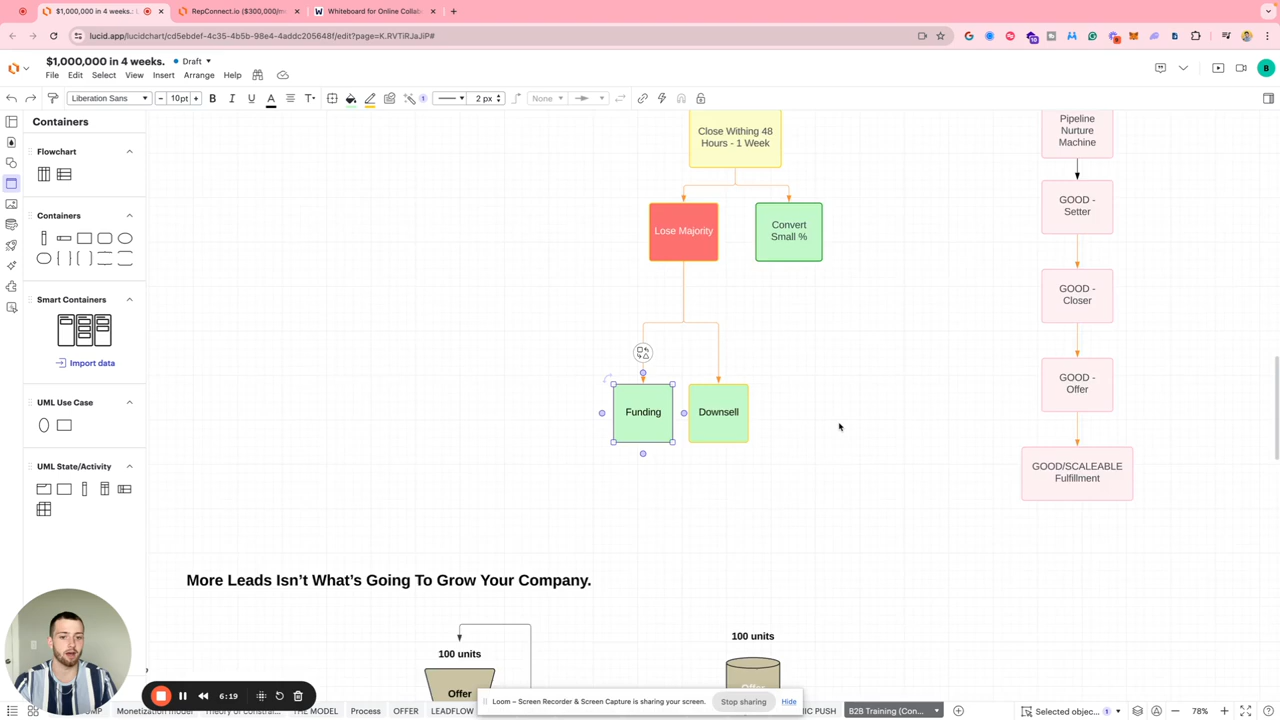 $1,000,000 in 4 weeks.: L
RepConnect.io ($300,000/m
Whiteboard for Online Collab
lucid.app/lucidchart/cd5ebdef-4c35-4b5b-98e4-4addc205648f/edit?page=K.RVTiRJaJiP#
$1,000,000 in 4 weeks.
Draft
File
Edit
Select
View
Insert
Arrange
Help
B
Liberation Sans
10pt
B
I
U
A
T
1
2 px
None
Containers
Flowchart
Containers
Smart Containers
Import data
UML Use Case
UML State/Activity
Close Withing 48
Hours - 1 Week
Lose Majority
Convert
Small %
Funding
Downsell
Pipeline
Nurture
Machine
GOOD -
Setter
GOOD -
Closer
GOOD -
Offer
GOOD/SCALEABLE
Fulfillment
More Leads Isn't What's Going To Grow Your Company.
100 units
Offer
100 units
6:19
Loom – Screen Recorder & Screen Capture is sharing your screen.
Stop sharing
Hide
Monetization model
THE MODEL
Process
OFFER
LEADFLOW
PUSH
B2B Training (Con...
Selected objec...
1
78%